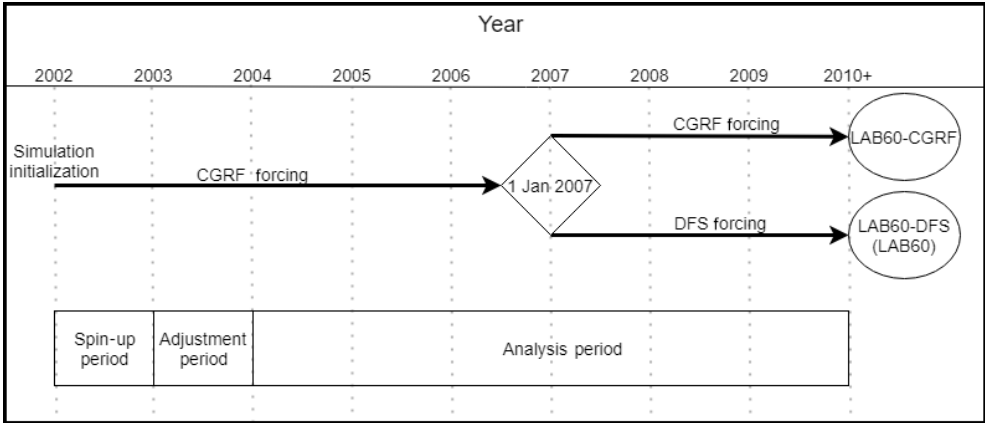 Year
2002 2003 2004 2005 2006 2007 2008 2009 2010+
Simulation
initialization
CGRF forcing
1 Jan 2007
CGRF forcing
LAB60-CGRF
DFS forcing
LAB60-DFS
(LAB60)
Spin-up
period
Adjustment
period
Analysis period